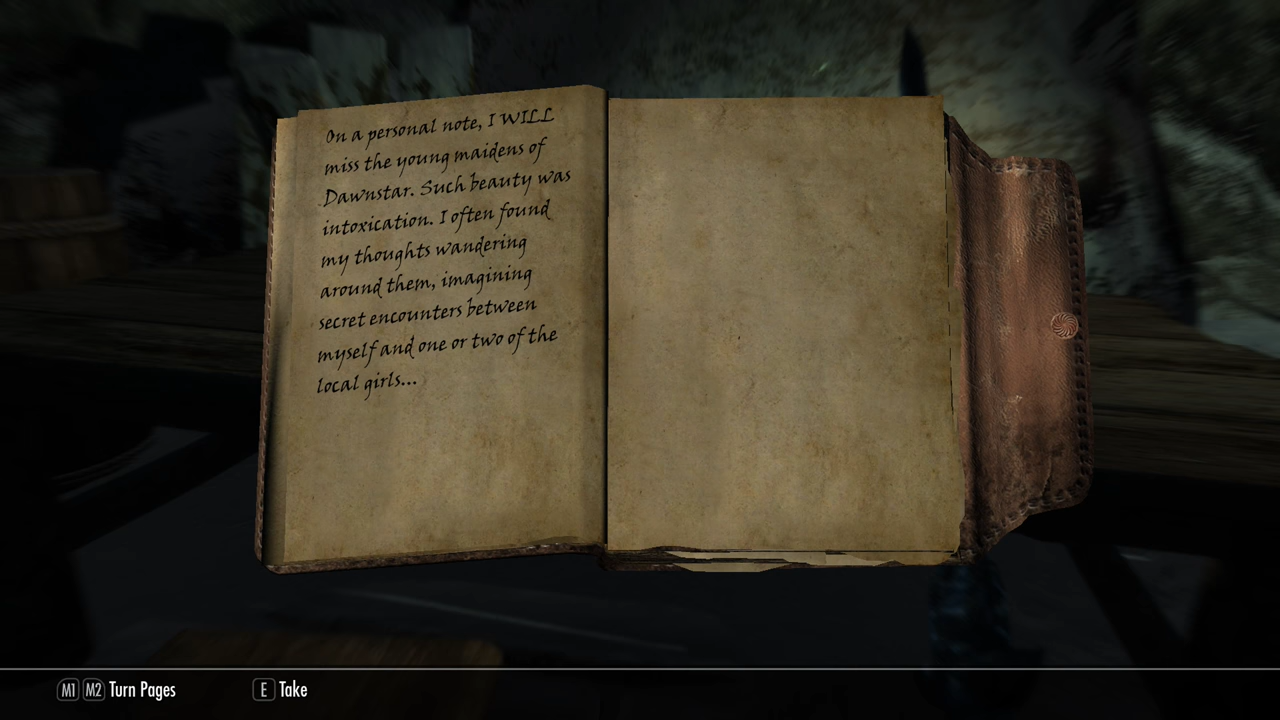 On a personal note, I WILL
miss the young maidens of
Dawnstar. Such beauty was
intoxication. I often found
my thoughts wandering
around them, imagining
secret encounters between
myself and one or two of the
local girls...
M1 M2 Turn Pages
E Take